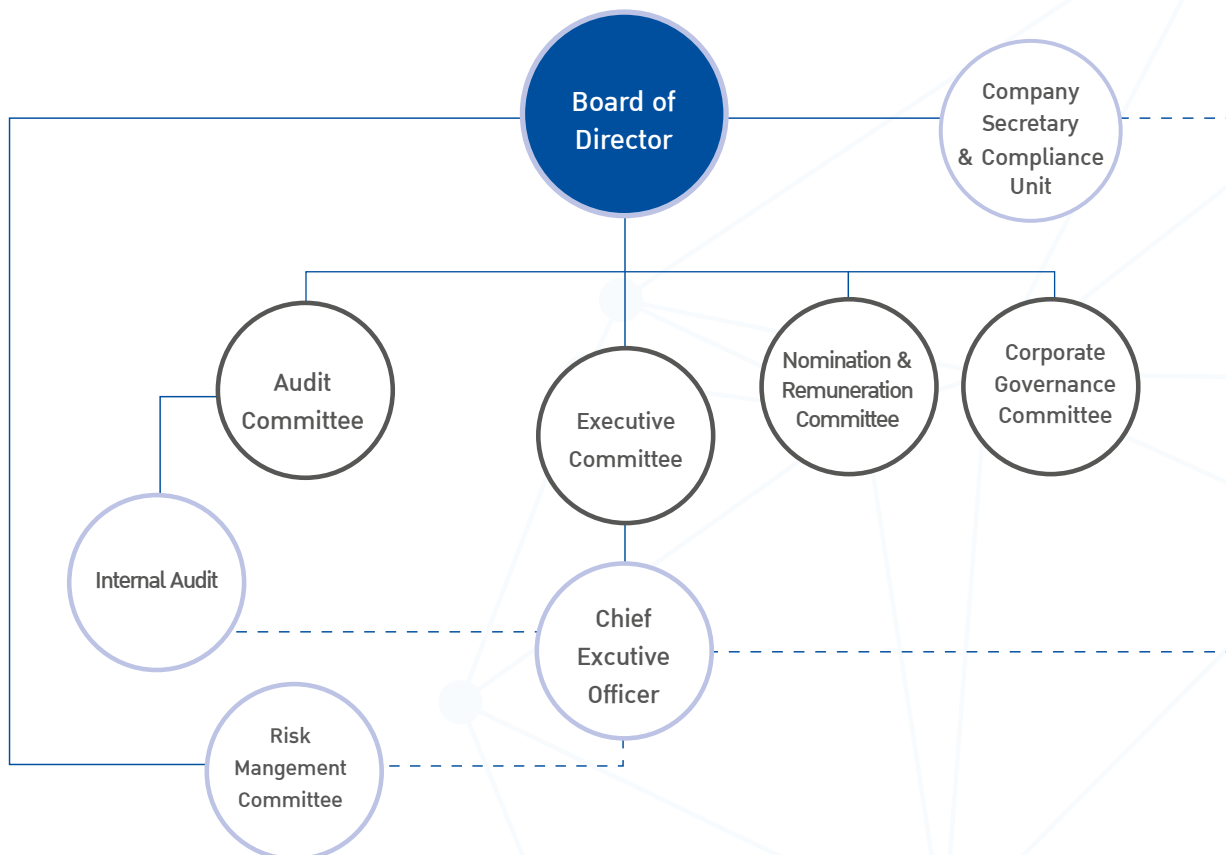 Board of
Director
Company
Secretary
& Compliance
Unit
Audit
Committee
Executive
Committee
Nomination &
Remuneration
Committee
Corporate
Governance
Committee
Internal Audit
Chief
Excutive
Officer
Risk
Mangement
Committee